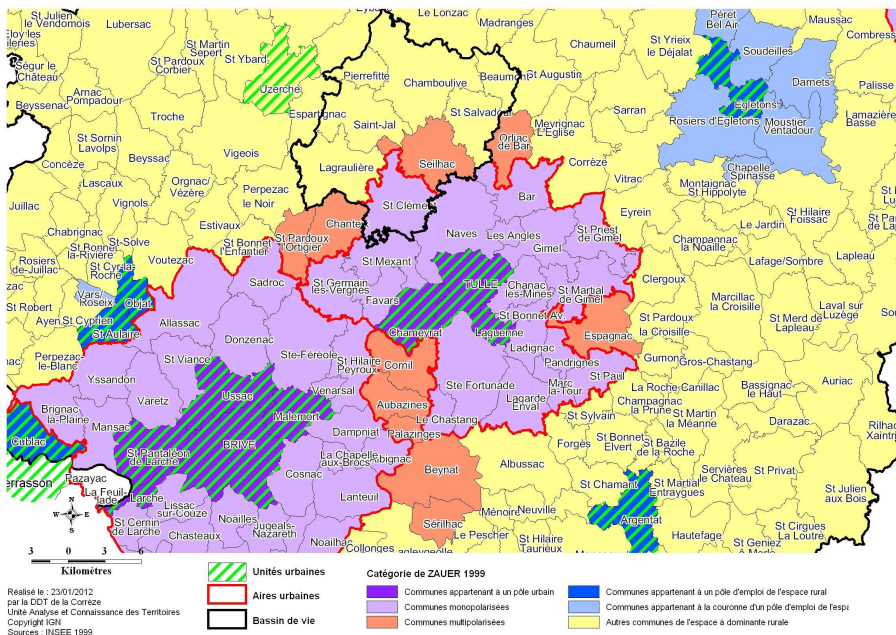 St Julien
le Vendomois
Lubersac
Le Lonzac
Madranges
Péret
Bel Air
Maussac
Combress
St Martin
Sepert
St Ybard
Chaumeil
St Yrieix
le Déjalat
Soudeilles
Ségur le
Château
St Pardoux
Corbier
Pierrefitte
Chamboulive
Beaumo
St Augustin
Darnets
Palisse
Arnac
Pompadour
Uzerche
Beyssenac
Espartignac
St Salvadour
Meyrignac
L'Eglise
Sarran
Egletons
Lamazière
Basse
Troche
Saint-Jal
Orliac
de Bar
Rosiers d'Egletons
Moustier
Ventadour
St Sornin
Lavolps
Beyssac
Vigeois
Seilhac
Corrèze
Chapelle
Spinasse
Concèze
Orgnac/
Vézère
Lagraulière
Vitrac
Montaignac
St Hippolyte
Lascaux
Perpezac
le Noir
St Clémen
Bar
Juillac
Vignols
Estivaux
Chante
Eyrein
St Hilaire
Foissac
Chabrignac
St-Solve
St Bonnet
l'Enfantier
St Pardoux
l'Ortigier
Naves
Les Angles
St Priest
de Gimel
Champagnac
la Noaille
Le Jardin
St Bonnet
la-Rivière
Voutezac
Gimel
Lafage/Sombre
Lapleau
Rosiers
de-Juillac
St Cyr-la
Roche
Sadroc
St Mexant
Clergoux
St Germain
les-Vergnes
TULLE
Chanac
les-Mines
St Martial
de Gimel
Vars/
Roseix
Objat
Favars
Marcillac
la Croisille
Laval sur
Luzège
St Robert
Ayen
St Cyprien
Allassac
St Bonnet Av.
St Pardoux
la Croisille
St Merd de
Lapleau
St Aulaire
Donzenac
Chameyrat
Laguenne
Espagnac
Perpezac-
le-Blanc
St Viance
Ste-Féréole
St Hilaire
Peyroux
Cornil
Ladignac
Pandrignes
Gumond
Gros-Chastang
Yssandon
Ussac
Venarsal
Ste Fortunade
Marc
la-Tour
St Paul
La Roche Canillac
Bassignac
le Haut
Auriac
Brignac
la-Plaine
Varetz
Malemort
Aubazines
Lagarde
Enval
Champagnac
la Prune
Mansac
Le Chastang
St Sylvain
St Martin
la Méanne
Darazac
Rilhac
Xaintri
Cublac
BRIVE
Dampniat
Palazinges
Forgès
St Bonnet
Elvert
St Bazile
de la Roche
St Pantaléon
de Larche
La Chapelle
aux-Brocs
Beynat
Albussac
Servières
le Chateau
St Privat
Pazayac
Cosnac
St Chamant
St Martial
Entraygues
St Julien
aux Bois
La Feuil-
lade
Larche
Lissac
sur-Couze
Lanteuil
Argentat
St Cernin
de Larche
Noailles
Jugeals-
Nazareth
Sérilhac
Ménoire
Neuville
Hautefage
St Cirgues
La Loutre
Chasteaux
Noailhac
Collonges
Le Pescher
St Hilaire
Taurieux
St Geniez
N
W
E
S
3 0 3 6
Kilomètres
Réalisé le : 23/01/2012
par la DDT de la Corrèze
Unité Analyse et Connaissance des Territoires
Copyright IGN
Sources : INSEE 1999
Unités urbaines
Aires urbaines
Bassin de vie
Catégorie de ZAUER 1999
Communes appartenant à un pôle urbain
Communes monopolarisées
Communes multipolarisées
Communes appartenant à un pôle d'emploi de l'espace rural
Communes appartenant à la couronne d'un pôle d'emploi de l'espa
Autres communes de l'espace à dominante rurale